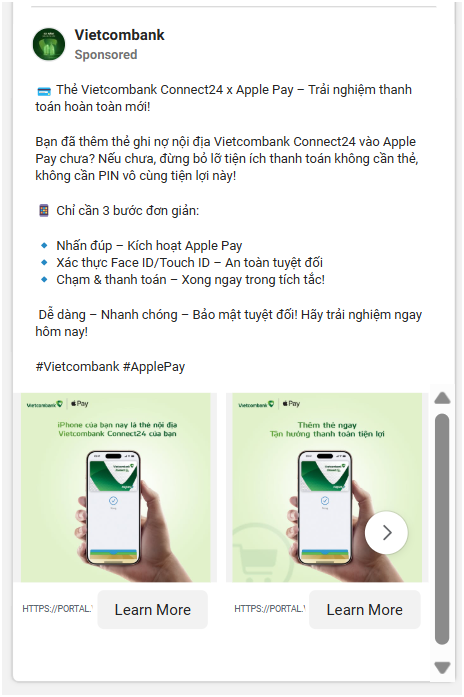 Vietcombank
Sponsored
Thẻ Vietcombank Connect24 x Apple Pay – Trải nghiệm thanh
toán hoàn toàn mới!
Bạn đã thêm thẻ ghi nợ nội địa Vietcombank Connect24 vào Apple
Pay chưa? Nếu chưa, đừng bỏ lỡ tiện ích thanh toán không cần thẻ,
không cần PIN vô cùng tiện lợi này!
Chỉ cần 3 bước đơn giản:
Nhấn đúp – Kích hoạt Apple Pay
Xác thực Face ID/Touch ID – An toàn tuyệt đối
Chạm & thanh toán – Xong ngay trong tích tắc!
Dễ dàng – Nhanh chóng – Bảo mật tuyệt đối! Hãy trải nghiệm ngay
hôm nay!
#Vietcombank #ApplePay
Vietcombank Pay
iPhone của bạn nay là thẻ nội địa
Vietcombank Connect24 của bạn
Vietcombank Pay
Thêm thẻ ngay
Tận hưởng thanh toán tiện lợi
HTTPS://PORTAL.
Learn More
HTTPS://PORTAL.
Learn More